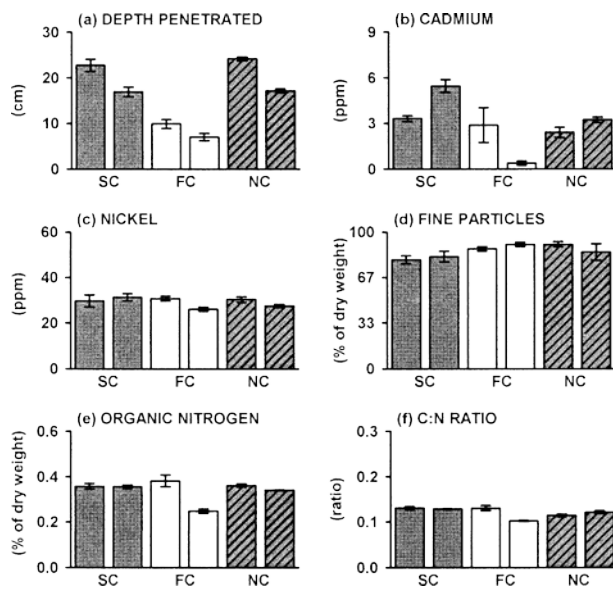 (a) DEPTH PENETRATED
30
20
10
0
(cm)
SC FC NC
(b) CADMIUM
9
6
3
0
(ppm)
SC FC NC
(c) NICKEL
60
40
20
0
(ppm)
SC FC NC
(d) FINE PARTICLES
100
67
33
0
(% of dry weight)
SC FC NC
(e) ORGANIC NITROGEN
0.6
0.4
0.2
0.0
(% of dry weight)
SC FC NC
(f) C:N RATIO
0.3
0.2
0.1
0.0
(ratio)
SC FC NC